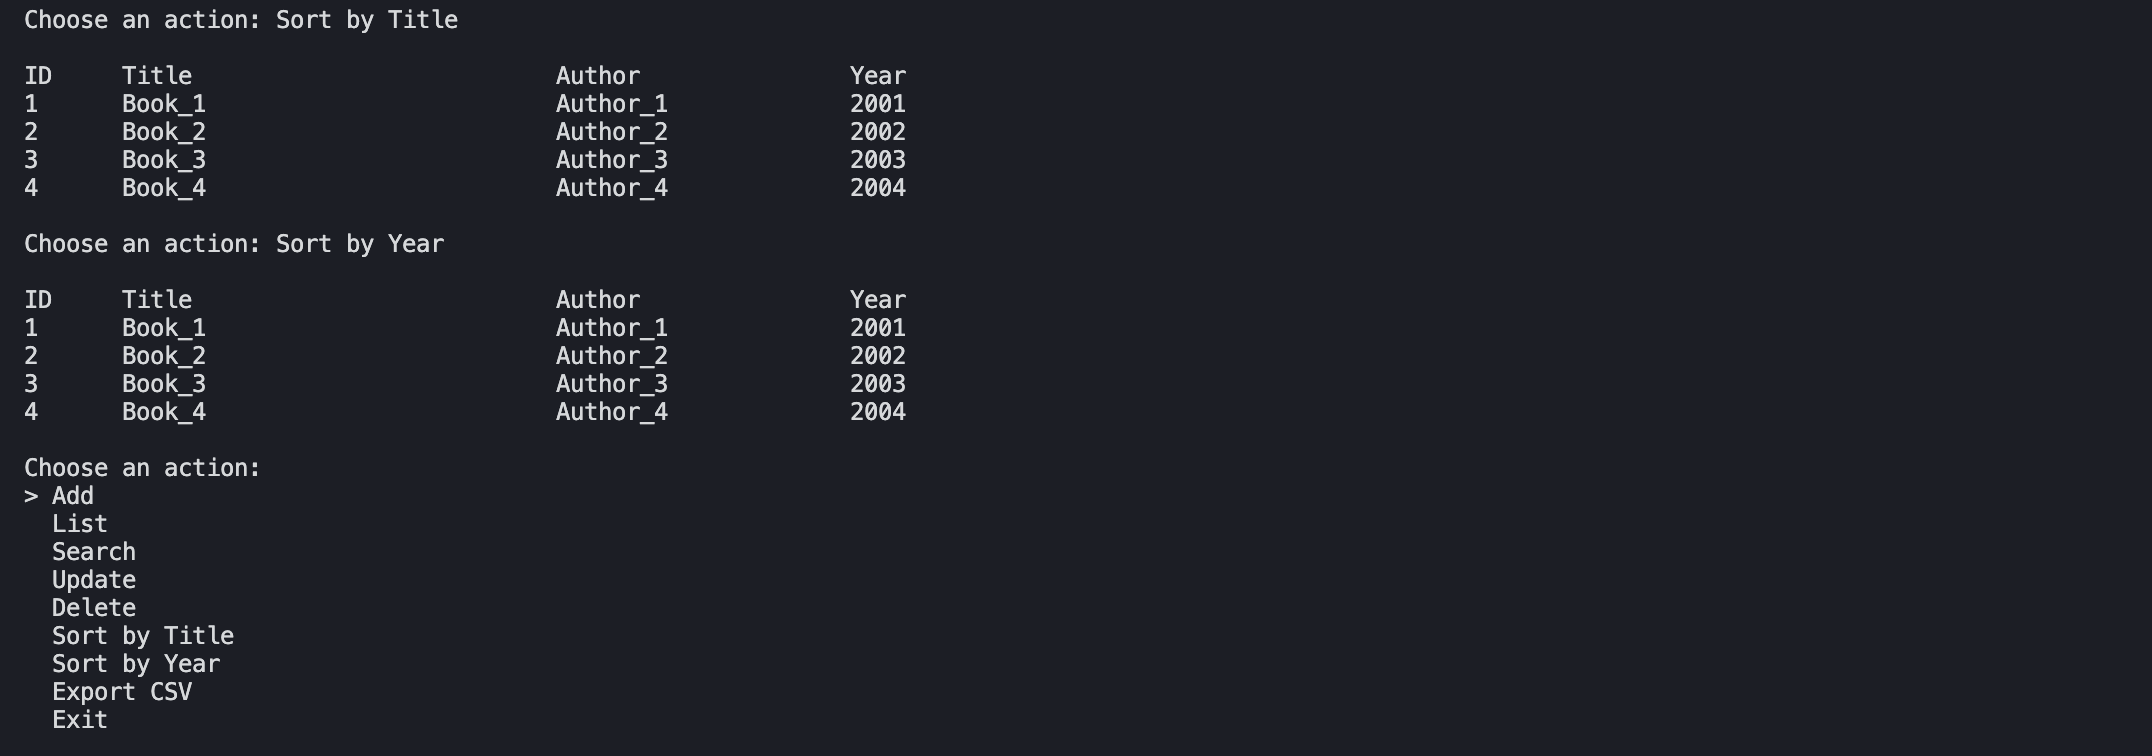 Choose an action: Sort by Title
ID Title Author Year
1 Book_1 Author_1 2001
2 Book_2 Author_2 2002
3 Book_3 Author_3 2003
4 Book_4 Author_4 2004
Choose an action: Sort by Year
ID Title Author Year
1 Book_1 Author_1 2001
2 Book_2 Author_2 2002
3 Book_3 Author_3 2003
4 Book_4 Author_4 2004
Choose an action:
> Add
List
Search
Update
Delete
Sort by Title
Sort by Year
Export CSV
Exit